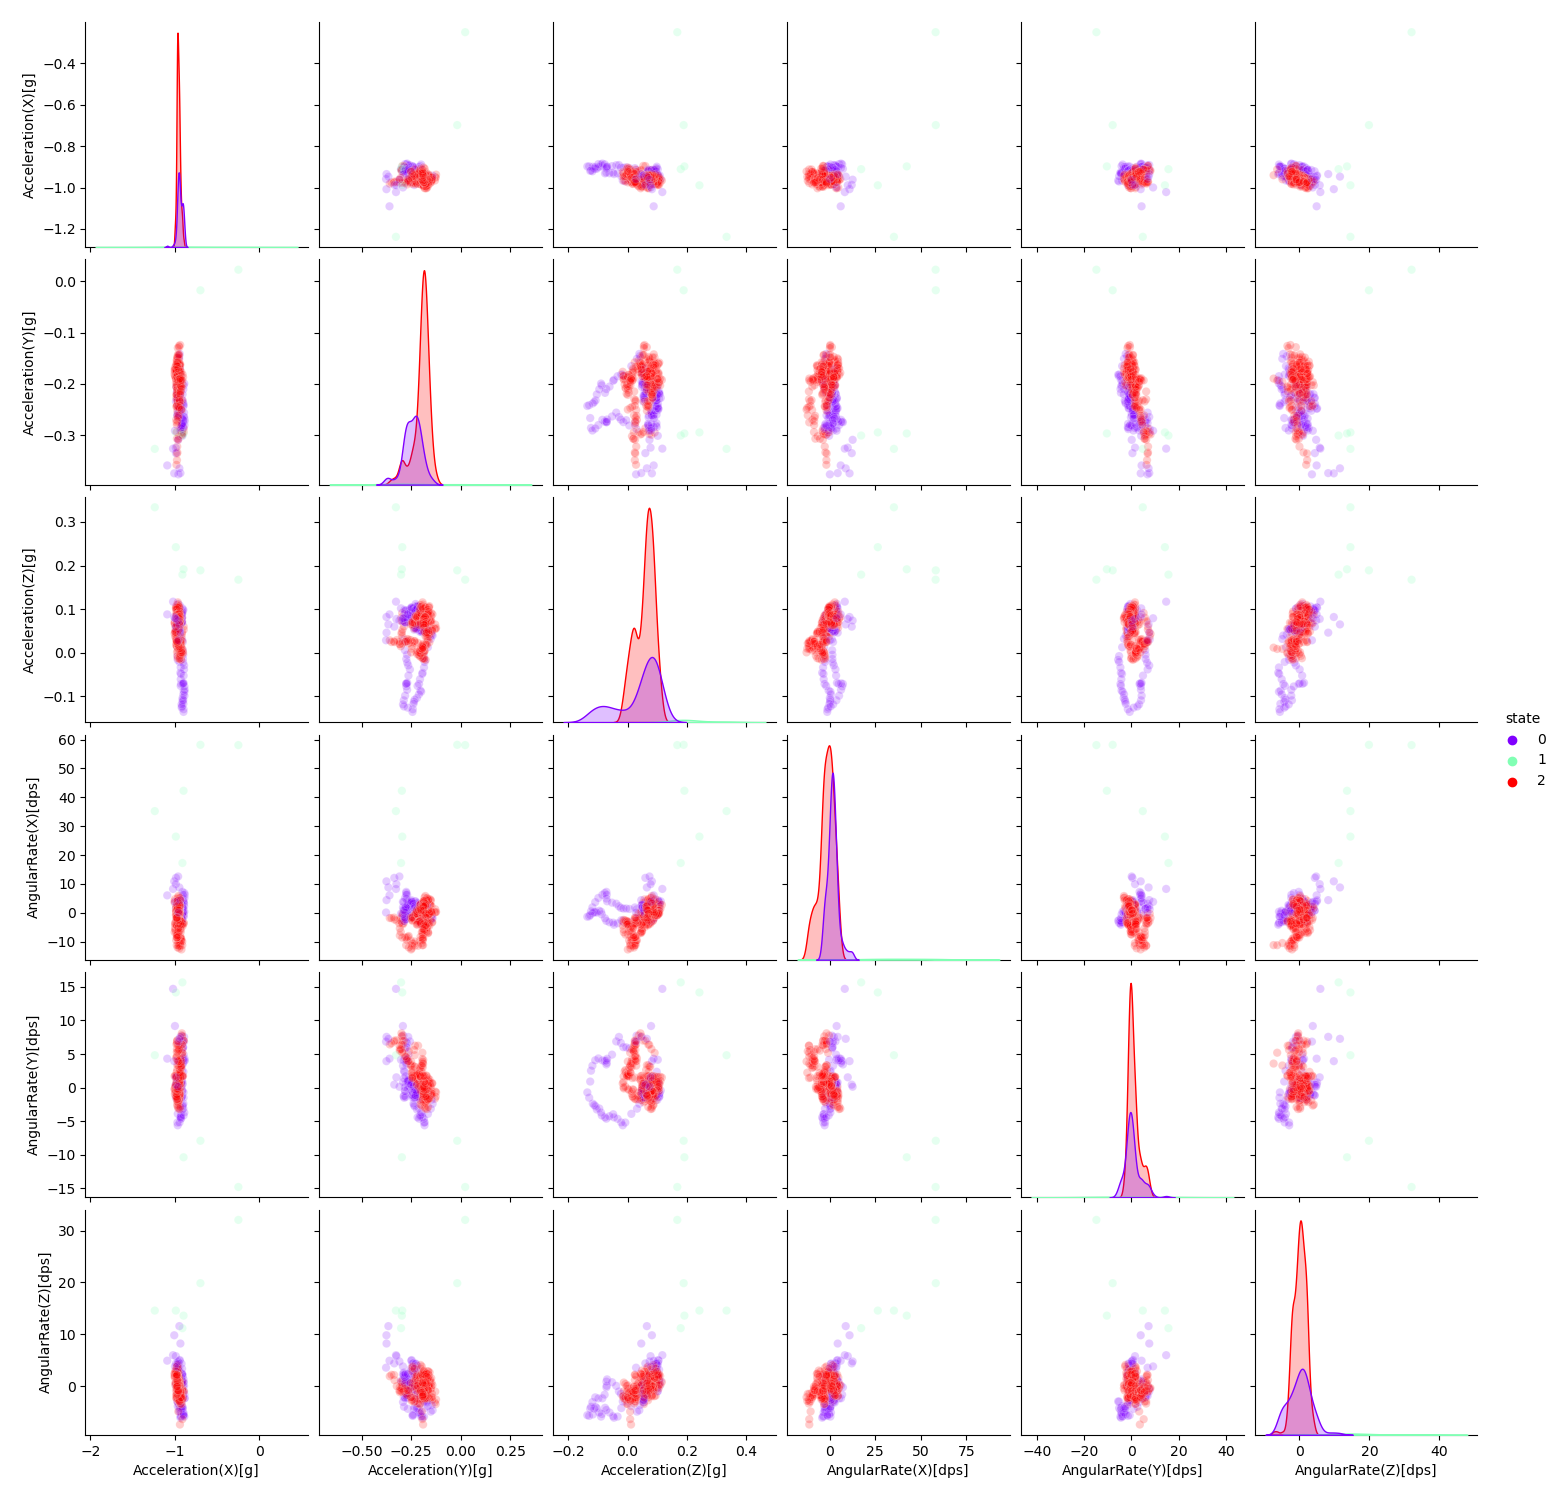 Acceleration(X)[g]
−0.4
−0.6
−0.8
−1.0
−1.2
Acceleration(Y)[g]
0.0
−0.1
−0.2
−0.3
Acceleration(Z)[g]
0.3
0.2
0.1
0.0
−0.1
AngularRate(X)[dps]
60
50
40
30
20
10
0
−10
AngularRate(Y)[dps]
15
10
5
0
−5
−10
−15
AngularRate(Z)[dps]
30
20
10
0
−2 −1 0
Acceleration(X)[g]
−0.50 −0.25 0.00 0.25
Acceleration(Y)[g]
−0.2 0.0 0.2 0.4
Acceleration(Z)[g]
0 25 50 75
AngularRate(X)[dps]
−40 −20 0 20 40
AngularRate(Y)[dps]
0 20 40
AngularRate(Z)[dps]
state
0
1
2